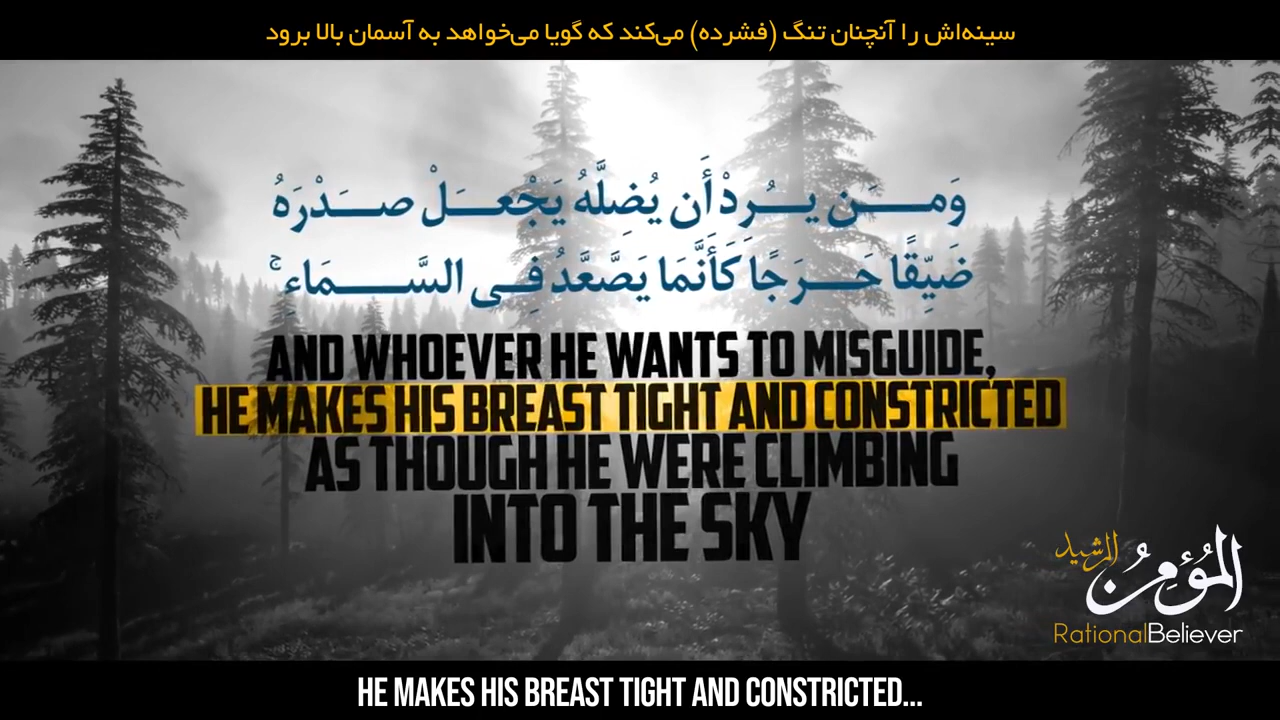 سینه‌اش را آنچنان تنگ (فشرده) می‌کند که گویا می‌خواهد به آسمان بالا برود
وَمَن يُرِدْ أَن يُضِلَّهُ يَجْعَلْ صَدْرَهُ
ضَيِّقًا حَرَجًا كَأَنَّمَا يَصَّعَّدُ فِي السَّمَاءِ ۚ
AND WHOEVER HE WANTS TO MISGUIDE,
HE MAKES HIS BREAST TIGHT AND CONSTRICTED
AS THOUGH HE WERE CLIMBING
INTO THE SKY
المُؤمِنُ الرشيد
RationalBeliever
HE MAKES HIS BREAST TIGHT AND CONSTRICTED...